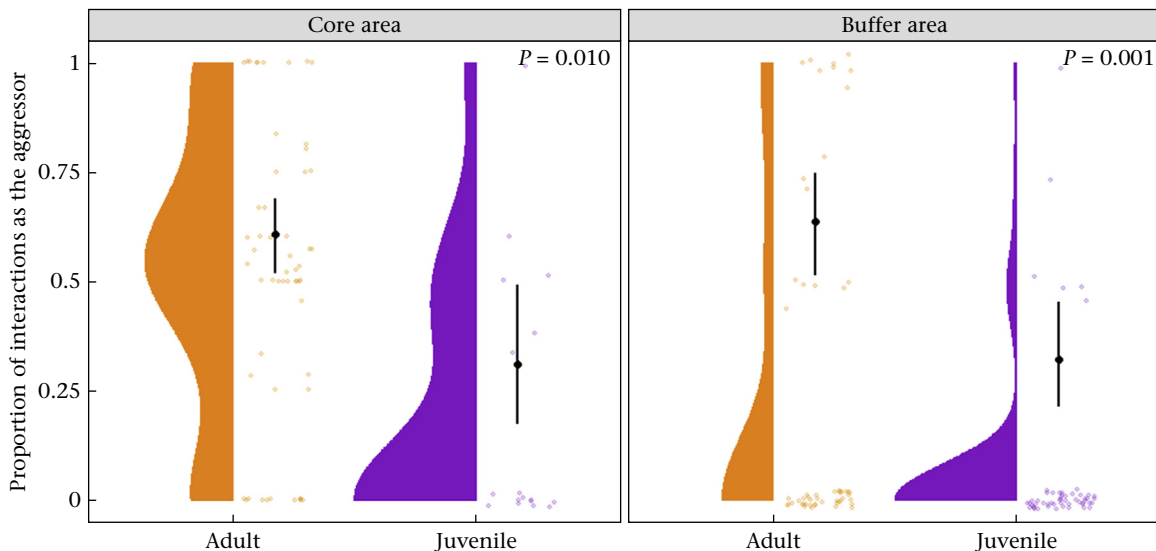 Core area
Buffer area
P = 0.010
P = 0.001
Proportion of interactions as the aggressor
1
0.75
0.5
0.25
0
Adult
Juvenile
Adult
Juvenile